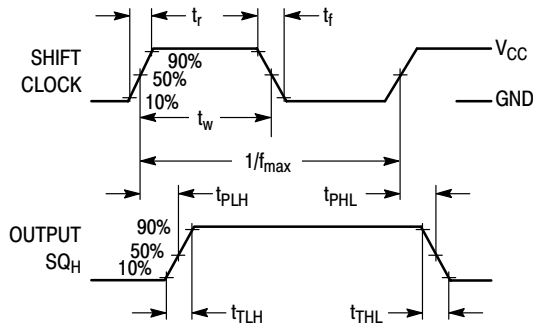 tr
tf
SHIFT
CLOCK
90%
50%
10%
VCC
GND
tw
1/fmax
tPLH
tPHL
OUTPUT
SQH
90%
50%
10%
tTLH
tTHL